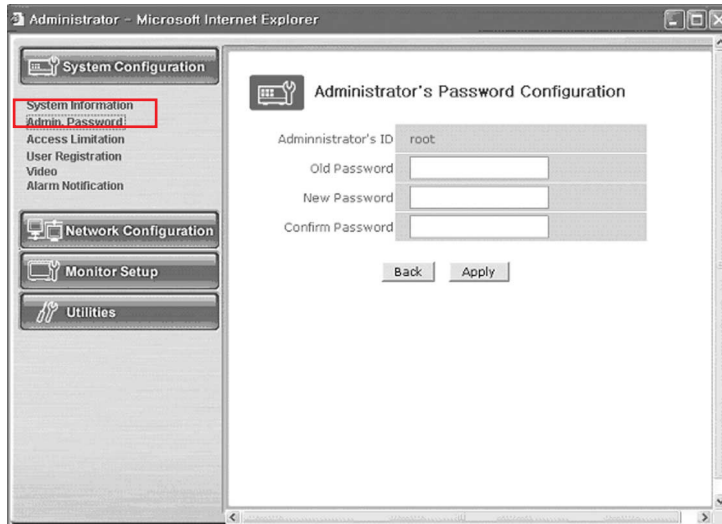 Administrator - Microsoft Internet Explorer
System Configuration
System Information
Admin. Password
Access Limitation
User Registration
Video
Alarm Notification
Network Configuration
Monitor Setup
Utilities
Administrator's Password Configuration
Adminnistrator's ID root
Old Password
New Password
Confirm Password
Back Apply